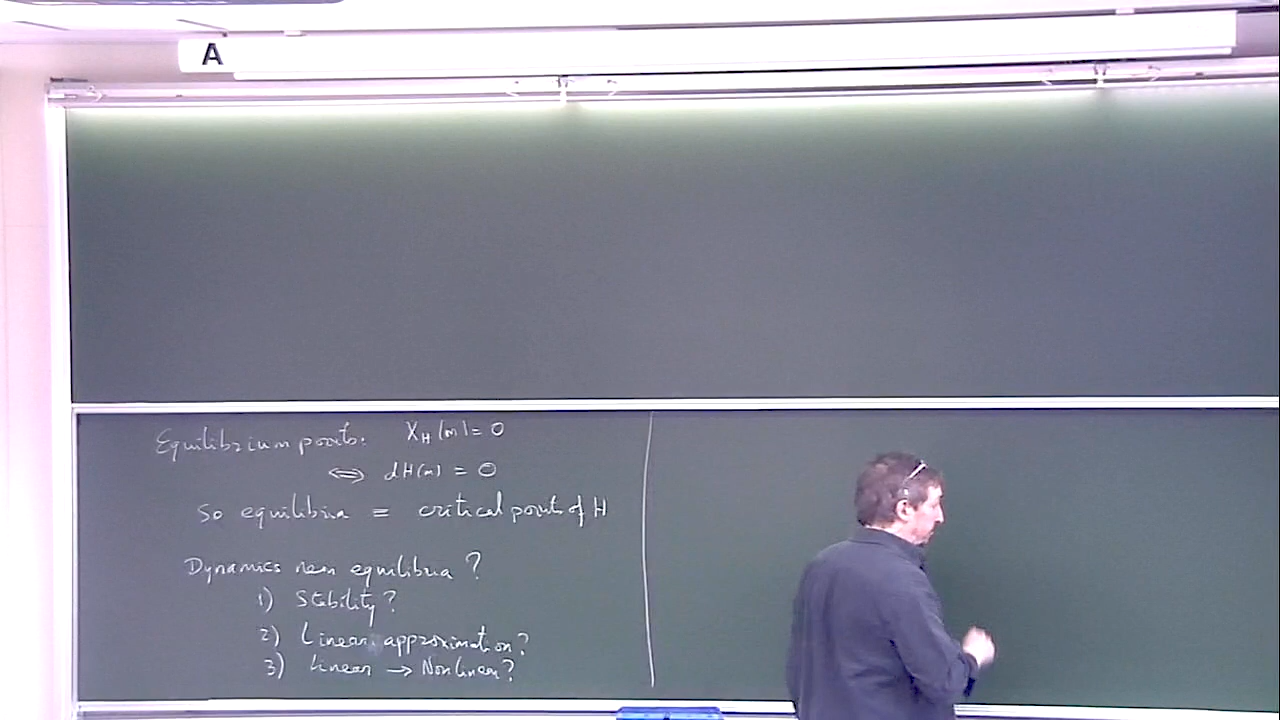 A
Equilibrium points: X_H(m) = 0
⇔ dH(m) = 0
so equilibria = critical points of H
Dynamics near equilibria ?
1) Stability ?
2) Linear approximation ?
3) Linear → Nonlinear ?